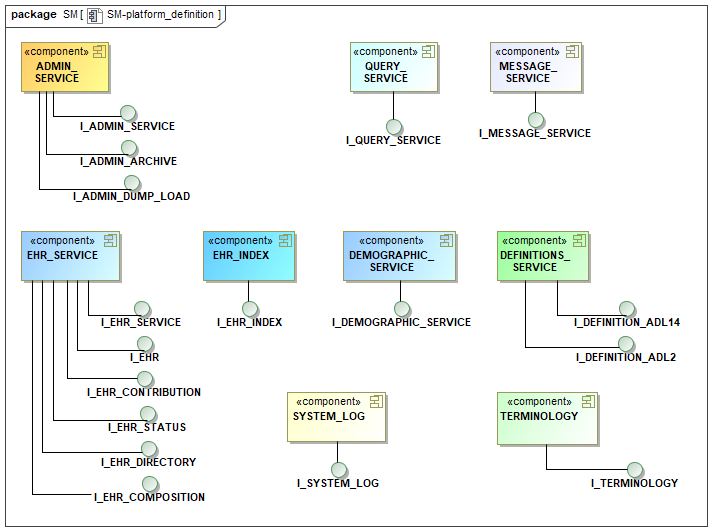 package SM [ SM-platform_definition ]
«component»
ADMIN_
SERVICE
I_ADMIN_SERVICE
I_ADMIN_ARCHIVE
I_ADMIN_DUMP_LOAD
«component»
QUERY_
SERVICE
I_QUERY_SERVICE
«component»
MESSAGE_
SERVICE
I_MESSAGE_SERVICE
«component»
EHR_SERVICE
I_EHR_SERVICE
I_EHR
I_EHR_CONTRIBUTION
I_EHR_STATUS
I_EHR_DIRECTORY
I_EHR_COMPOSITION
«component»
EHR_INDEX
I_EHR_INDEX
«component»
DEMOGRAPHIC_
SERVICE
I_DEMOGRAPHIC_SERVICE
«component»
DEFINITIONS_
SERVICE
I_DEFINITION_ADL14
I_DEFINITION_ADL2
«component»
SYSTEM_LOG
I_SYSTEM_LOG
«component»
TERMINOLOGY
I_TERMINOLOGY